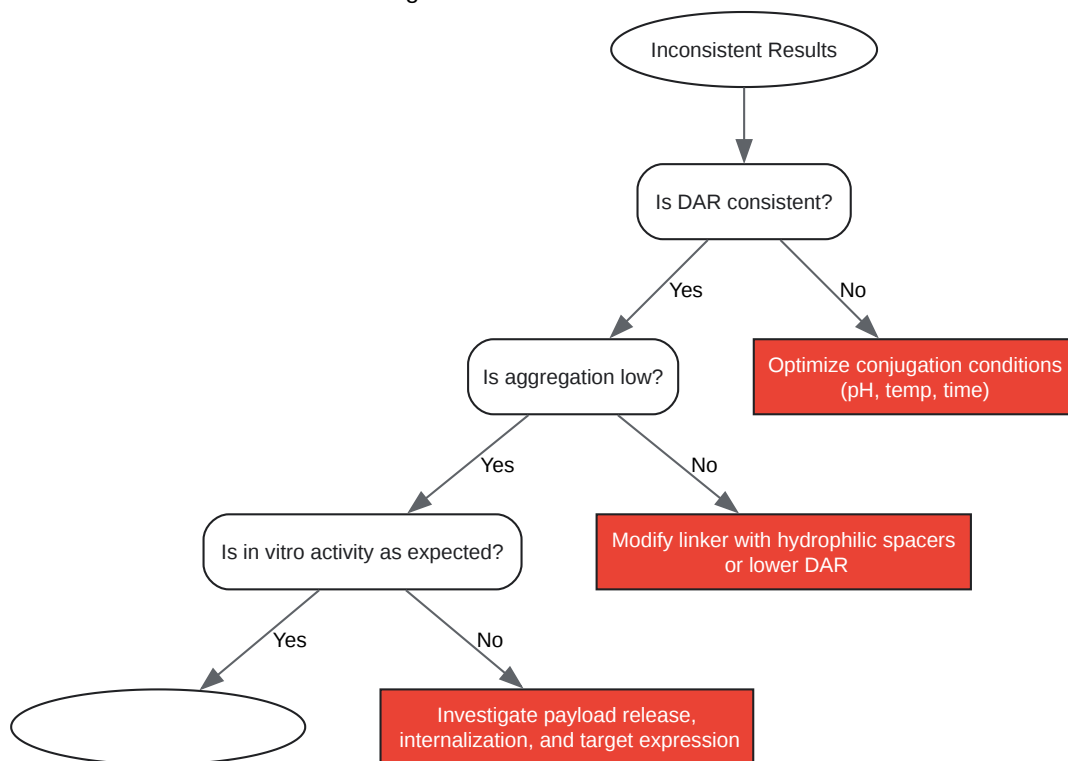 Inconsistent Results
Is DAR consistent?
Yes
No
Is aggregation low?
Optimize conjugation conditions
(pH, temp, time)
Yes
No
Is in vitro activity as expected?
Modify linker with hydrophilic spacers
or lower DAR
Yes
No
Investigate payload release,
internalization, and target expression